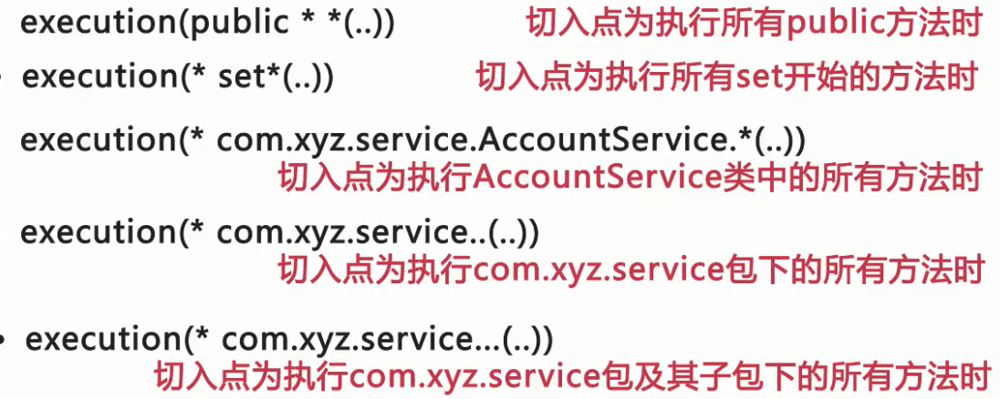 execution(public * *(..)) 切入点为执行所有public方法时
• execution(* set*(..)) 切入点为执行所有set开始的方法时
execution(* com.xyz.service.AccountService.*(..))
切入点为执行AccountService类中的所有方法时
execution(* com.xyz.service..(..))
切入点为执行com.xyz.service包下的所有方法时
• execution(* com.xyz.service...(..))
切入点为执行com.xyz.service包及其子包下的所有方法时